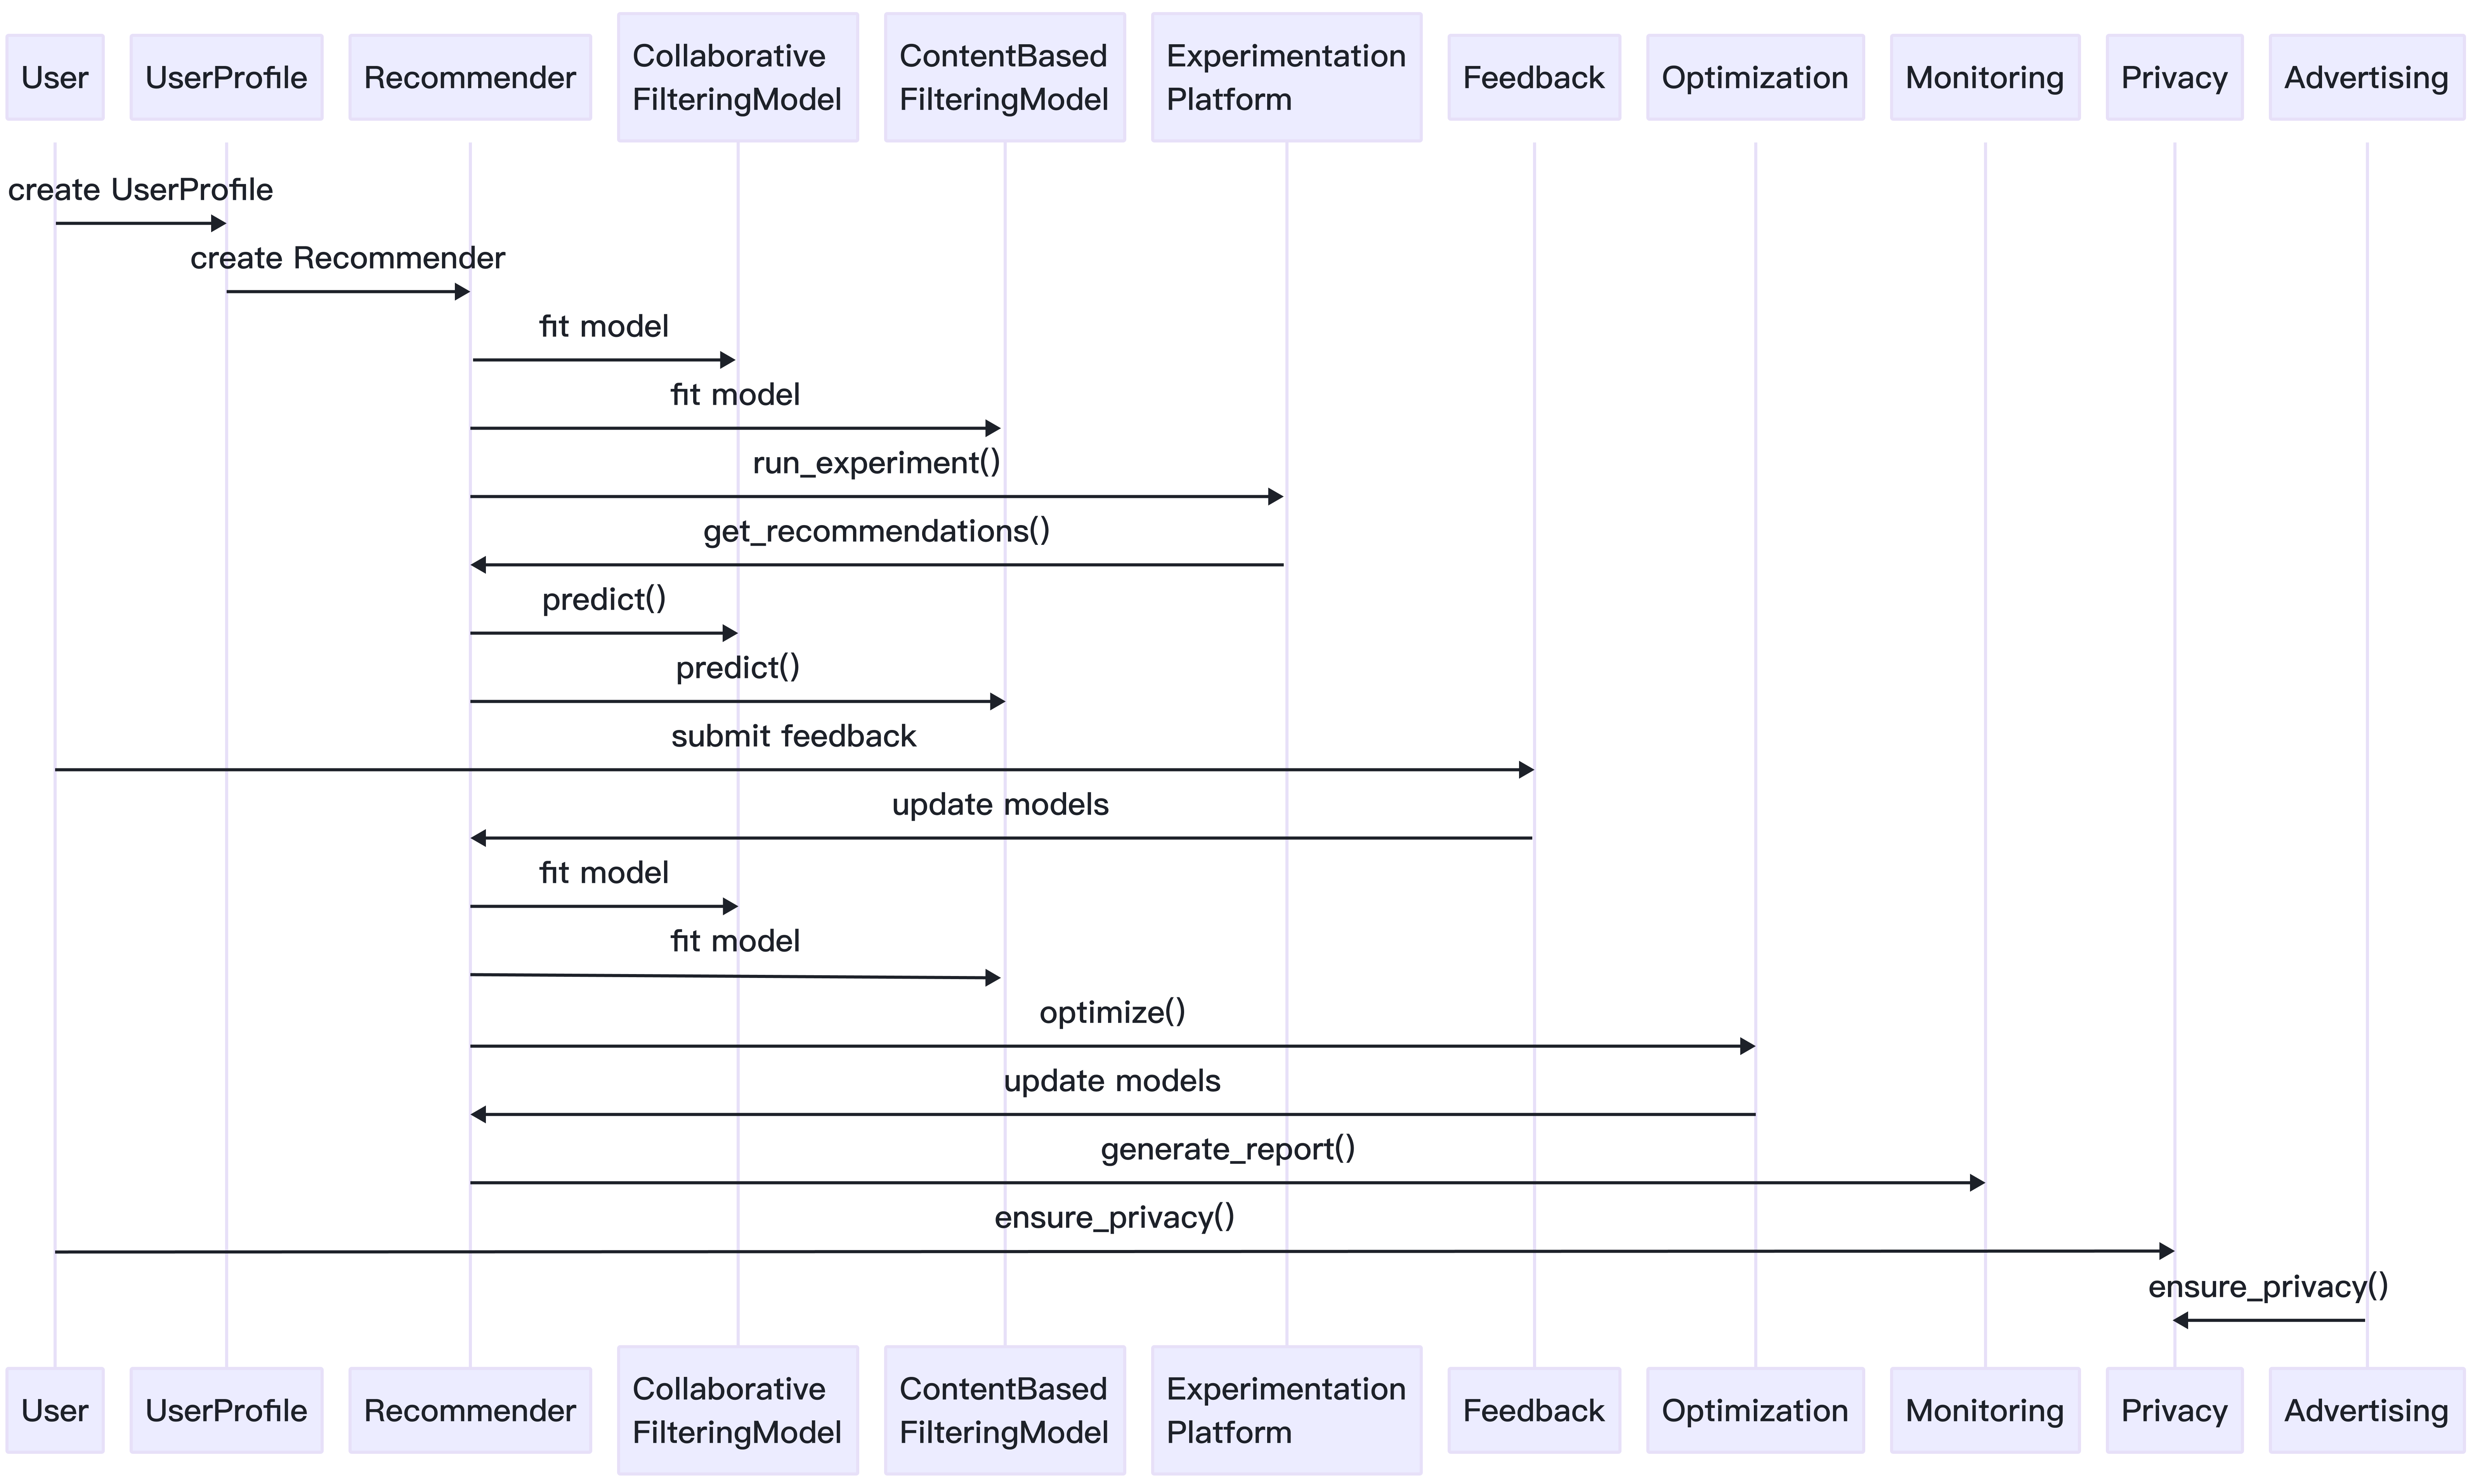 User
UserProfile
Recommender
Collaborative
FilteringModel
ContentBased
FilteringModel
Experimentation
Platform
Feedback
Optimization
Monitoring
Privacy
Advertising
create UserProfile
create Recommender
fit model
fit model
run_experiment()
get_recommendations()
predict()
predict()
submit feedback
update models
fit model
fit model
optimize()
update models
generate_report()
ensure_privacy()
ensure_privacy()
User
UserProfile
Recommender
Collaborative
FilteringModel
ContentBased
FilteringModel
Experimentation
Platform
Feedback
Optimization
Monitoring
Privacy
Advertising